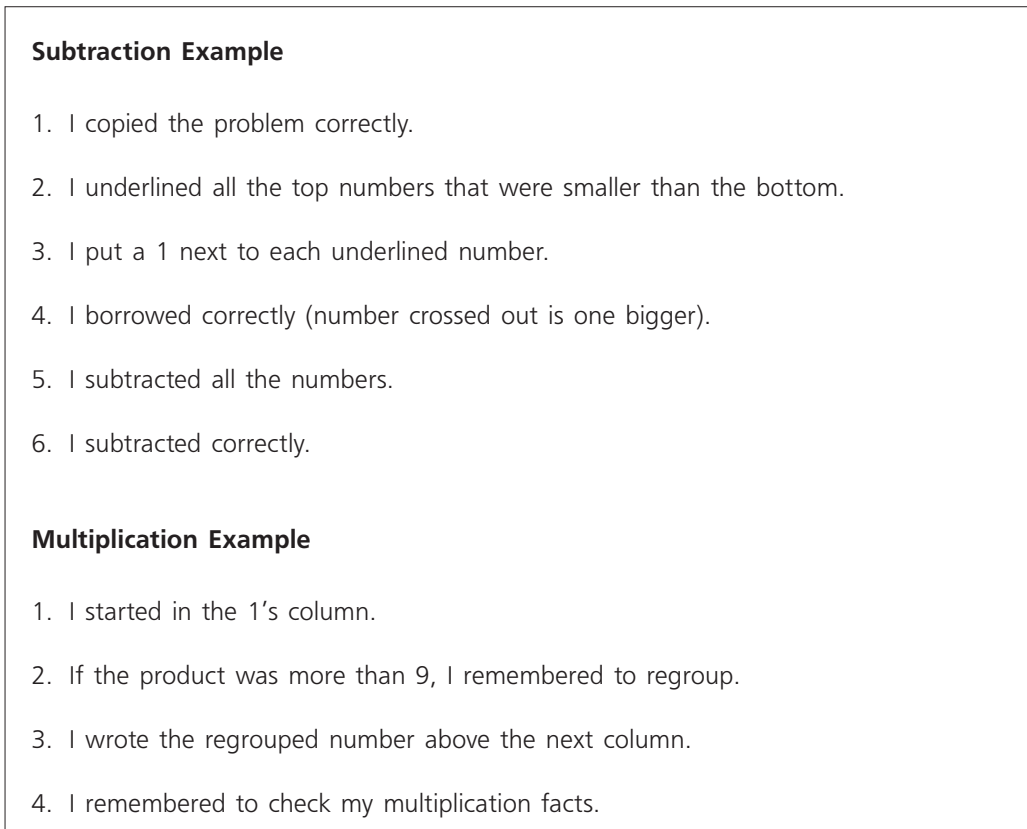 Subtraction Example
1. I copied the problem correctly.
2. I underlined all the top numbers that were smaller than the bottom.
3. I put a 1 next to each underlined number.
4. I borrowed correctly (number crossed out is one bigger).
5. I subtracted all the numbers.
6. I subtracted correctly.
Multiplication Example
1. I started in the 1’s column.
2. If the product was more than 9, I remembered to regroup.
3. I wrote the regrouped number above the next column.
4. I remembered to check my multiplication facts.